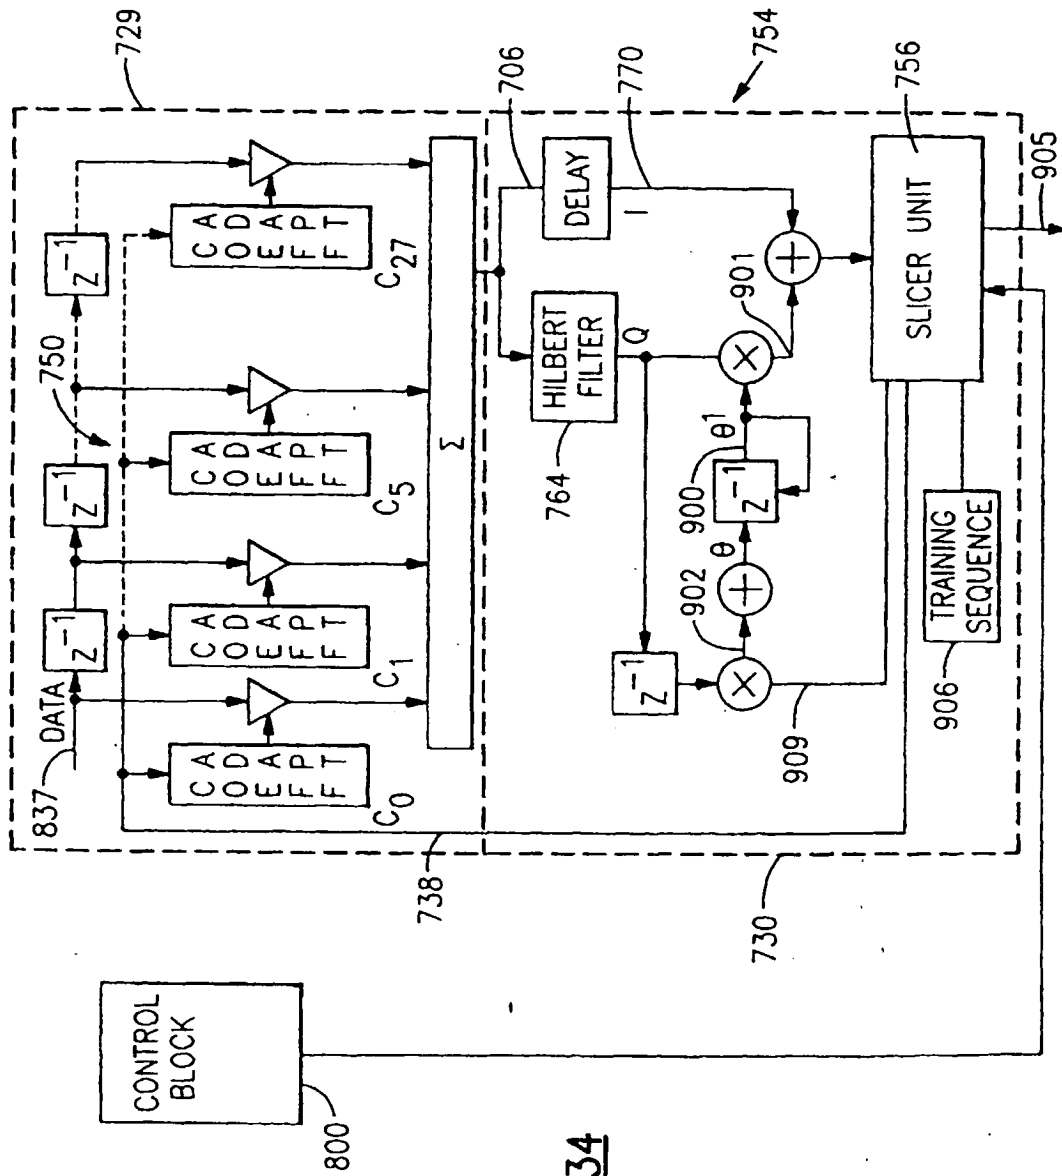 CONTROL
BLOCK
800
837
DATA
Z⁻¹
Z⁻¹
Z⁻¹
729
750
738
C A
O D
E A
F P
F T
C₀
C A
O D
E A
F P
F T
C₁
C A
O D
E A
F P
F T
C₅
C A
O D
E A
F P
F T
C₂₇
Σ
706
764
HILBERT
FILTER
DELAY
Q
I
770
754
Z⁻¹
902
θ
900
Z⁻¹
θ¹
901
909
730
906
TRAINING
SEQUENCE
SLICER UNIT
756
905
34